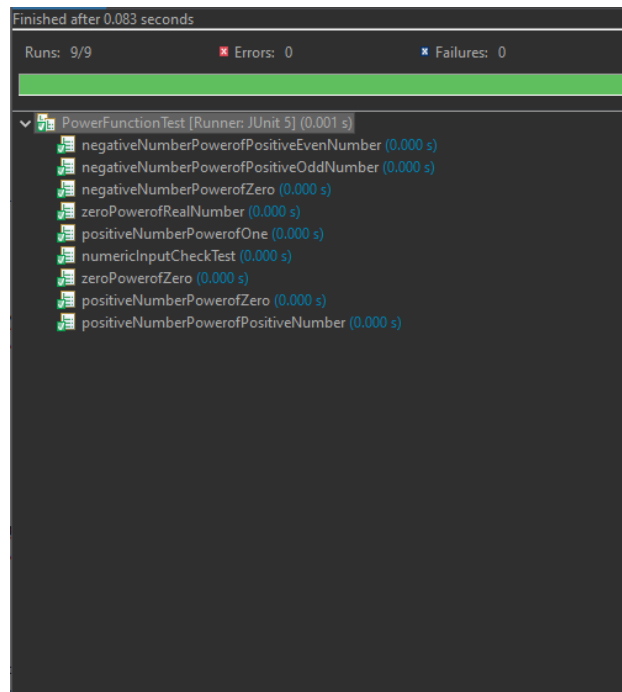 Finished after 0.083 seconds
Runs: 9/9 Errors: 0 Failures: 0
PowerFunctionTest [Runner: JUnit 5] (0.001 s)
negativeNumberPowerofPositiveEvenNumber (0.000 s)
negativeNumberPowerofPositiveOddNumber (0.000 s)
negativeNumberPowerofZero (0.000 s)
zeroPowerofRealNumber (0.000 s)
positiveNumberPowerofOne (0.000 s)
numericInputCheckTest (0.000 s)
zeroPowerofZero (0.000 s)
positiveNumberPowerofZero (0.000 s)
positiveNumberPowerofPositiveNumber (0.000 s)